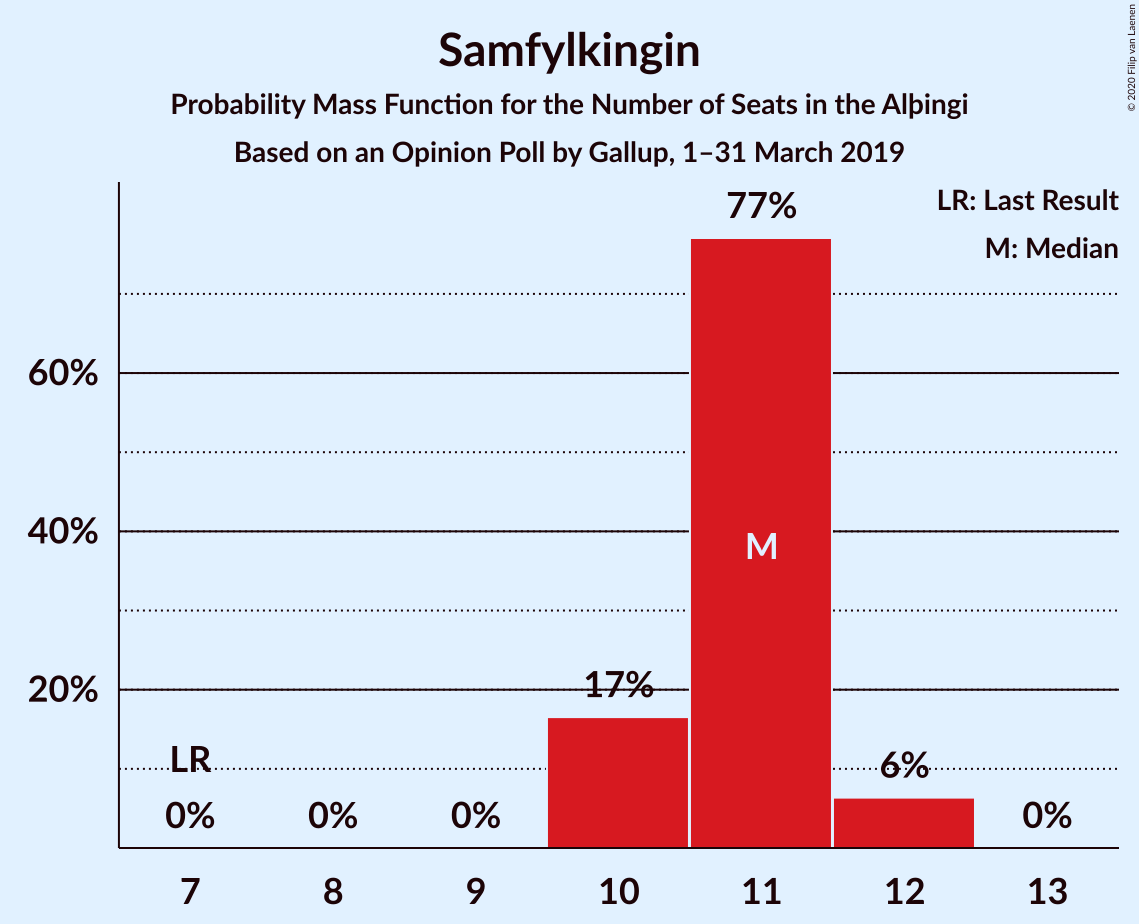 Samfylkingin
Probability Mass Function for the Number of Seats in the Alþingi
Based on an Opinion Poll by Gallup, 1–31 March 2019
© 2020 Filip van Laenen
LR: Last Result
M: Median
77%
60%
40%
M
20%
17%
LR
6%
0%
0%
0%
0%
7
8
9
10
11
12
13